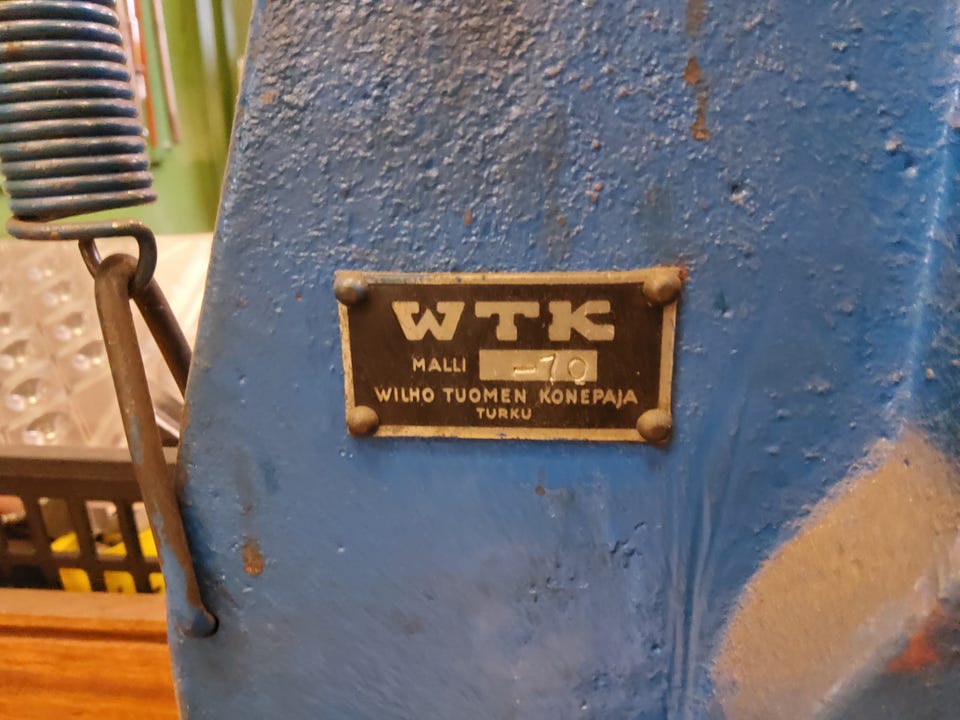 WTK
MALLI -70
WILHO TUOMEN KONEPAJA
TURKU